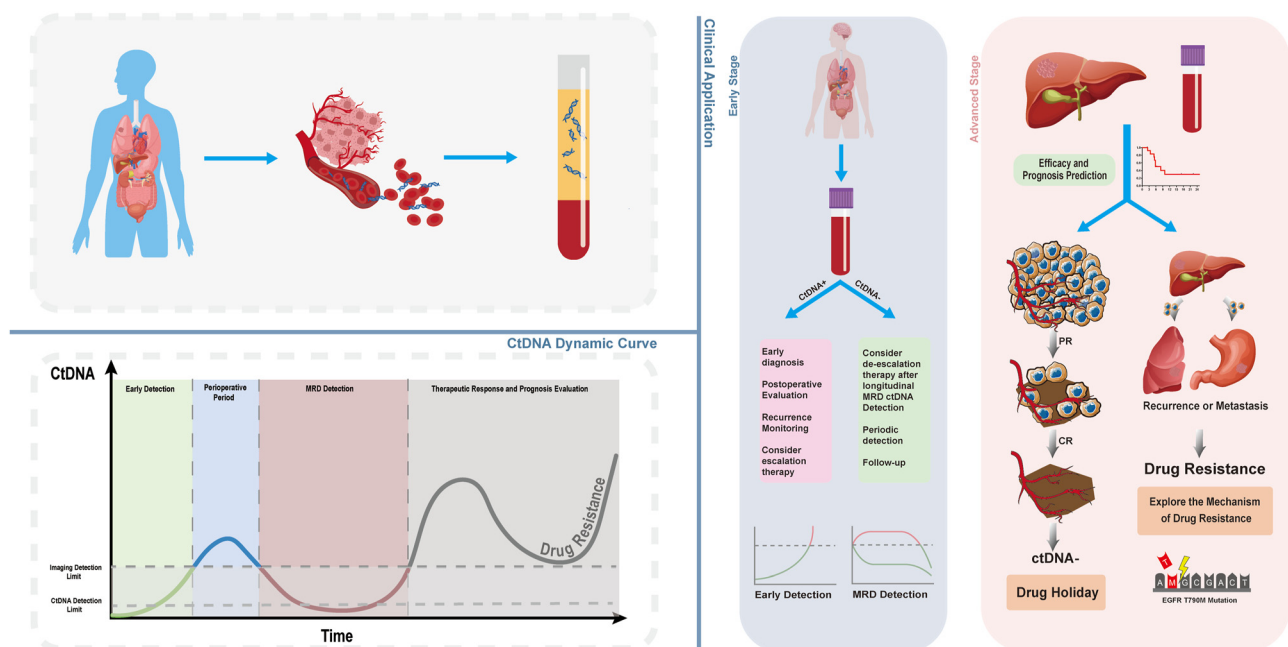 CtDNA Dynamic Curve
CtDNA
Early Detection
Perioperative
Period
MRD Detection
Therapeutic Response and Prognosis Evaluation
Drug Resistance
Imaging Detection
Limit
CtDNA Detection
Limit
Time
Clinical Application
Early Stage
CtDNA+
CtDNA-
Early
diagnosis
Postoperative
Evaluation
Recurrence
Monitoring
Consider
escalation
therapy
Consider
de-escalation
therapy after
longitudinal
MRD ctDNA
Detection
Periodic
detection
Follow-up
Early Detection
MRD Detection
Advanced Stage
Efficacy and
Prognosis Prediction
PR
CR
ctDNA-
Drug Holiday
Recurrence or Metastasis
Drug Resistance
Explore the Mechanism
of Drug Resistance
T
A M G C G A C T
EGFR T790M Mutation